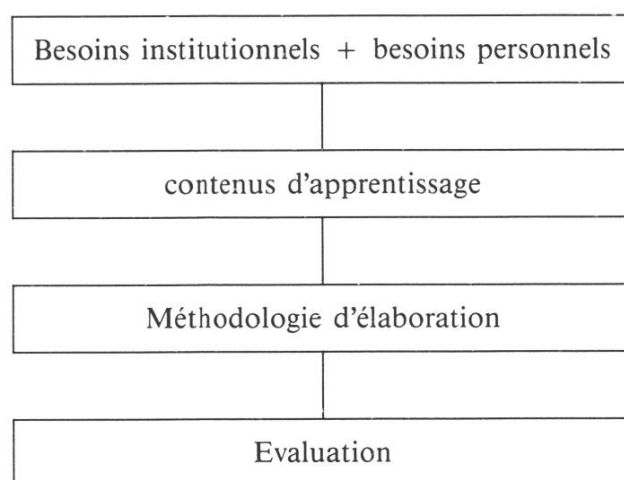 Besoins institutionnels + besoins personnels
contenus d'apprentissage
Méthodologie d'élaboration
Evaluation